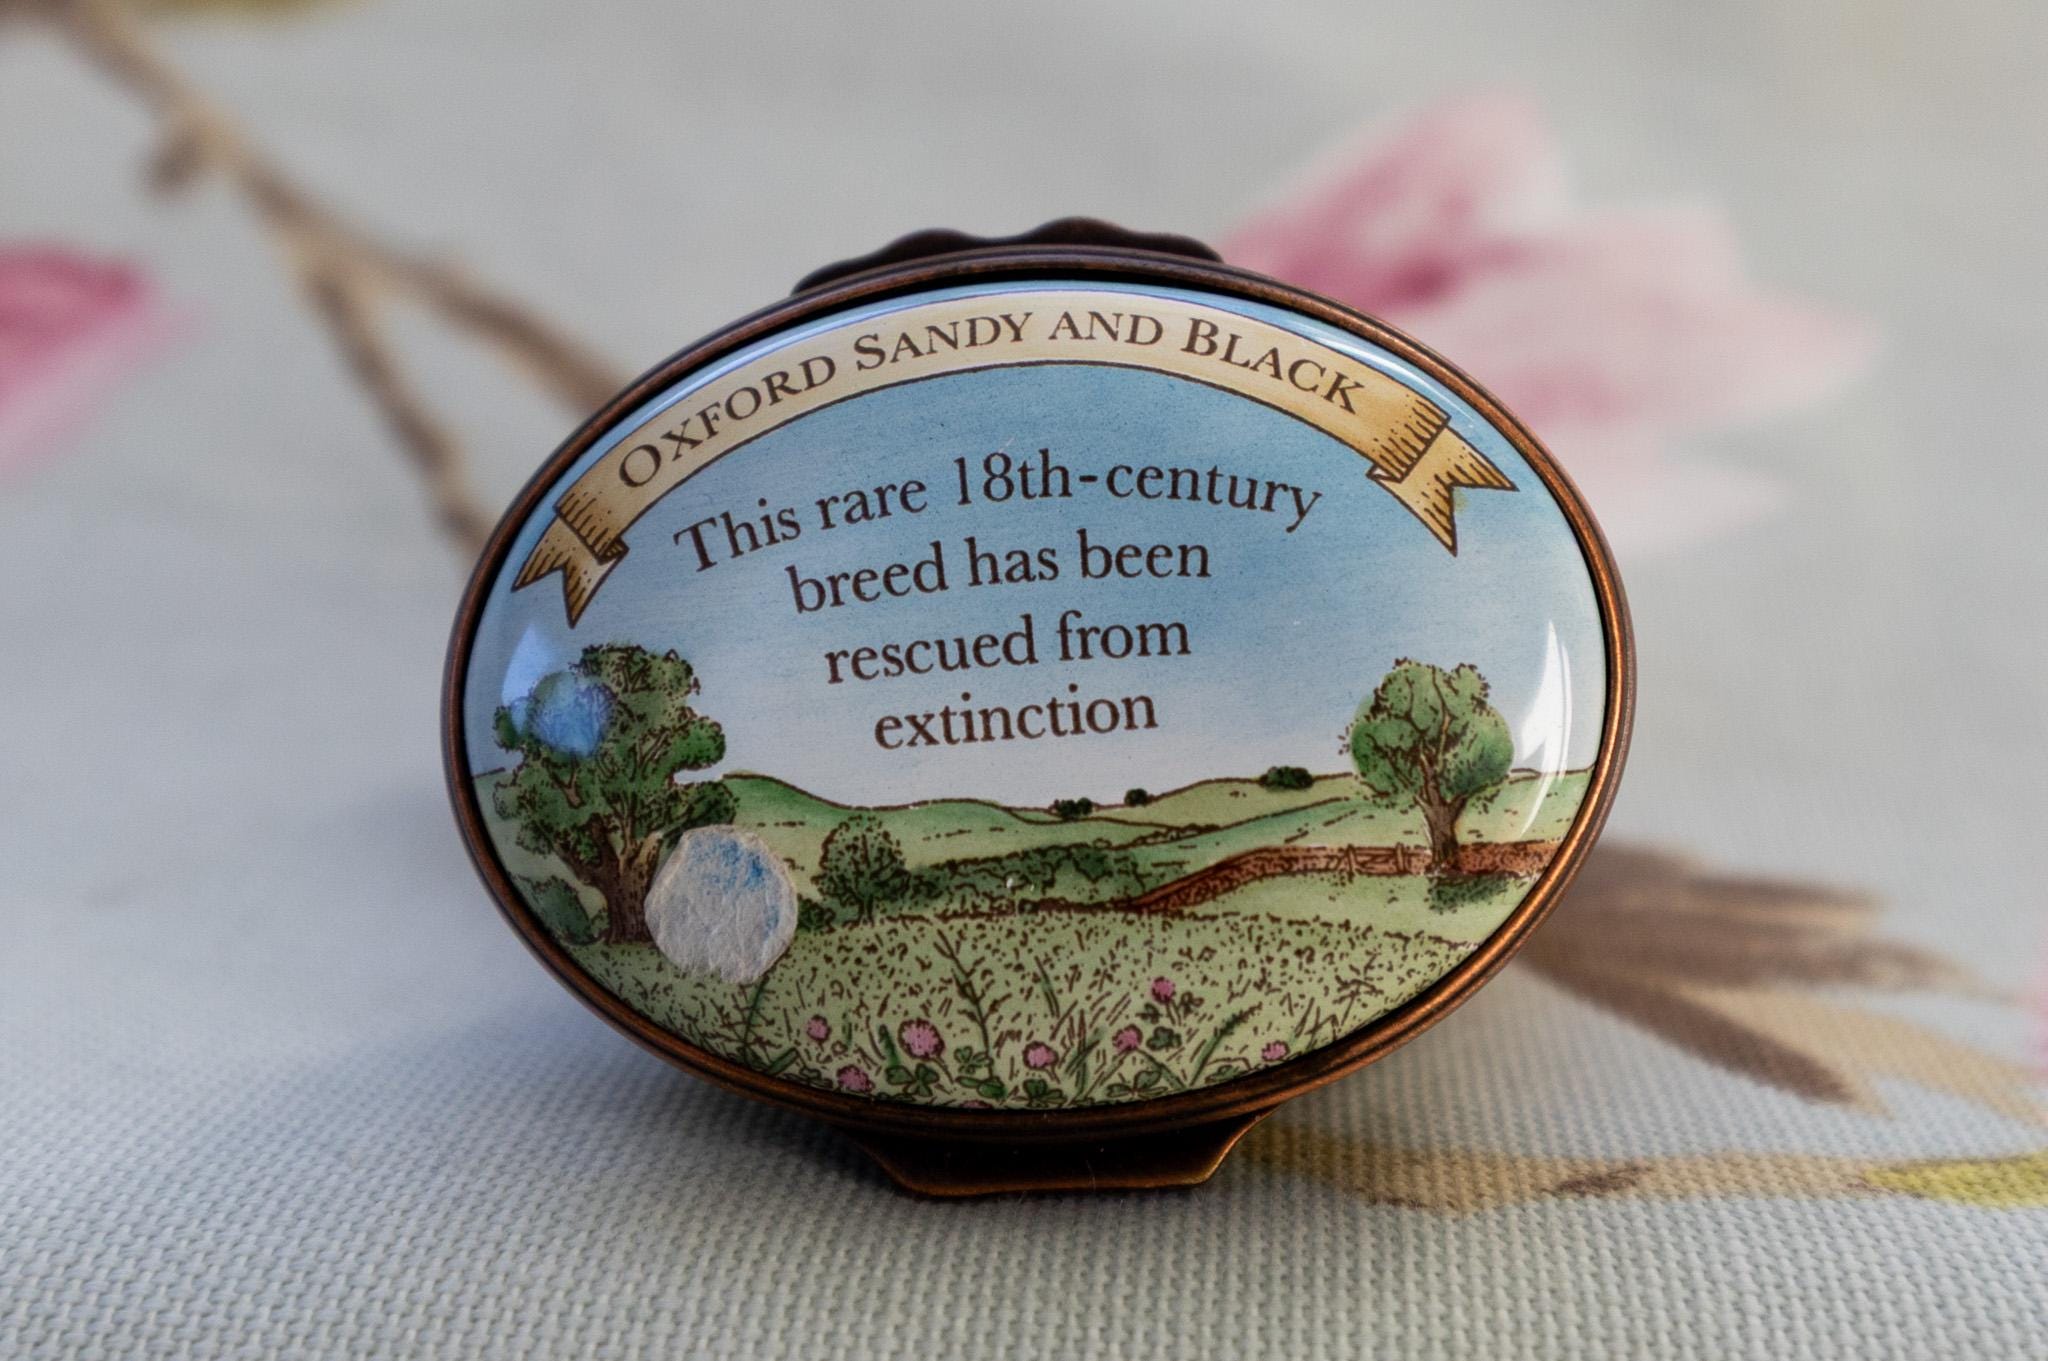 OXFORD SANDY AND BLACK
This rare 18th-century
breed has been
rescued from
extinction